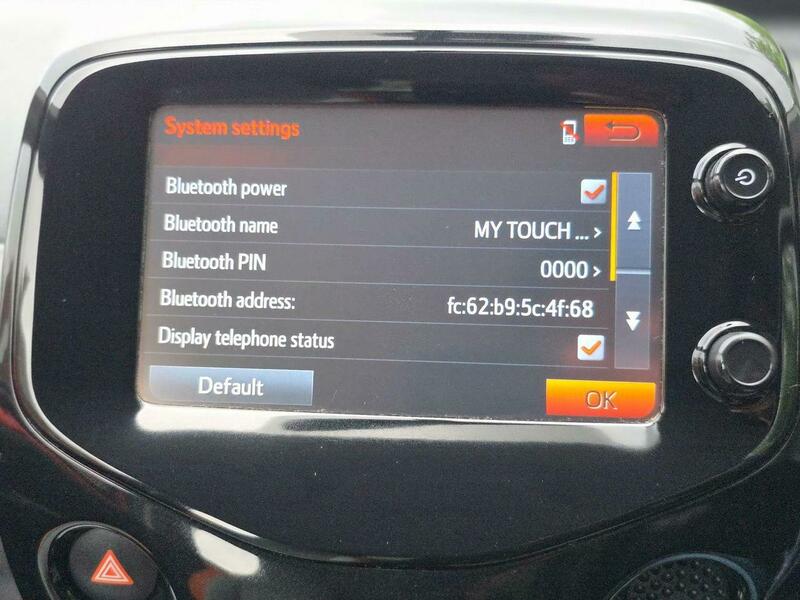 System settings
Bluetooth power
Bluetooth name MY TOUCH ... >
Bluetooth PIN 0000 >
Bluetooth address: fc:62:b9:5c:4f:68
Display telephone status
Default OK